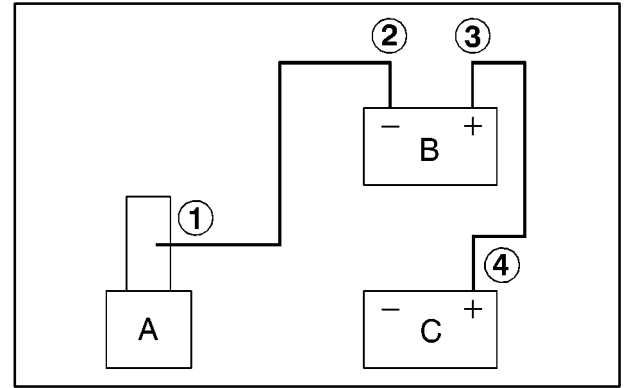 ② ③
− +
B
①
④
− +
A C